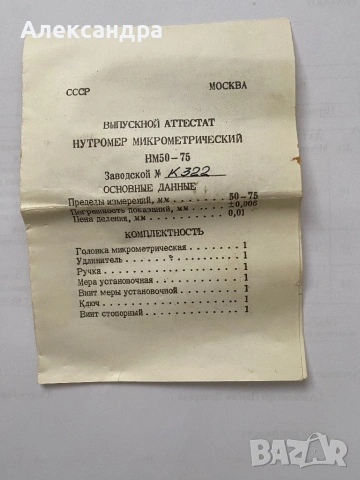 Александра
СССР МОСКВА
ВЫПУСКНОЙ АТТЕСТАТ
НУТРОМЕР МИКРОМЕТРИЧЕСКИЙ
НМ50-75
Заводской № К322
ОСНОВНЫЕ ДАННЫЕ
Пределы измерений, мм 50-75
Погрешность показаний, мм ±0,006
Цена деления, мм 0,01
КОМПЛЕКТНОСТЬ
Головка микрометрическая 1
Удлинитель 1
Ручка 1
Мера установочная 1
Винт меры установочной 1
Ключ 1
Винт стопорный 1
BAZAR
bg